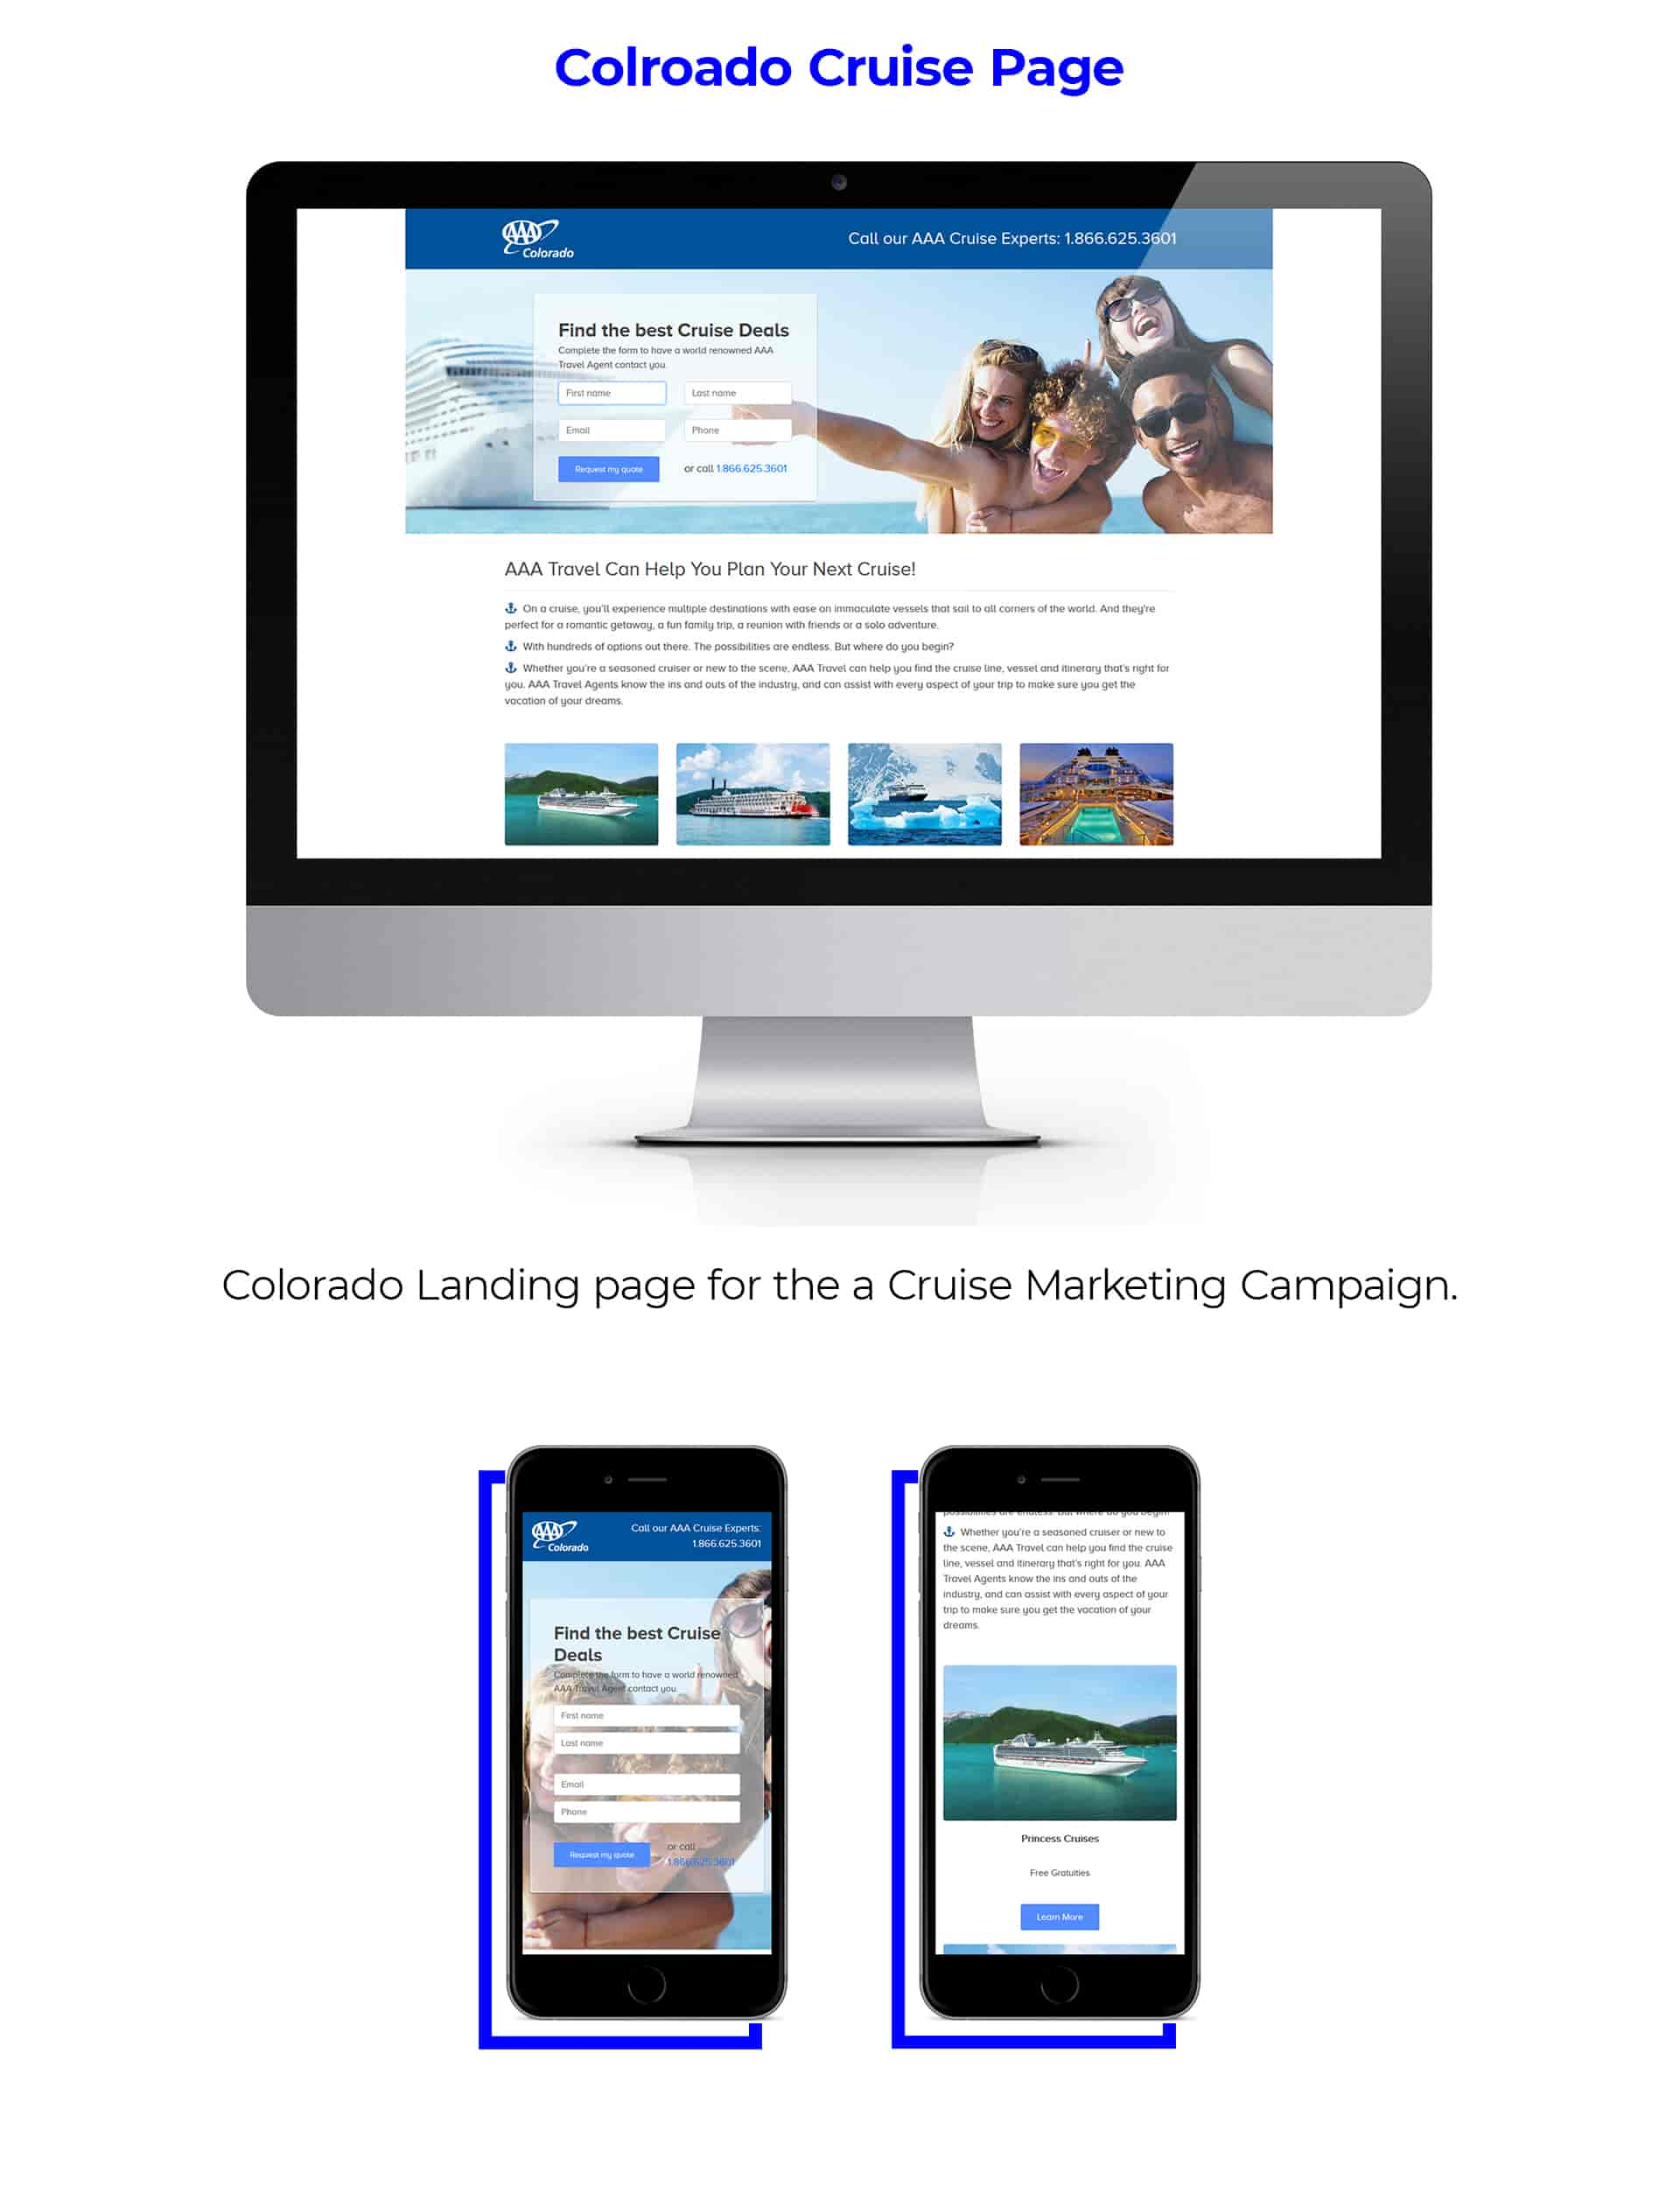 Colroado Cruise Page
AAA
Colorado
Call our AAA Cruise Experts: 1.866.625.3601
Find the best Cruise Deals
Complete the form to have a world renowned AAA
Travel Agent contact you.
First name
Last name
Email
Phone
Request my quote
or call 1.866.625.3601
AAA Travel Can Help You Plan Your Next Cruise!
On a cruise, you'll experience multiple destinations with ease on immaculate vessels that sail to all corners of the world. And they're
perfect for a romantic getaway, a fun family trip, a reunion with friends or a solo adventure.
With hundreds of options out there. The possibilities are endless. But where do you begin?
Whether you're a seasoned cruiser or new to the scene, AAA Travel can help you find the cruise line, vessel and itinerary that's right for
you. AAA Travel Agents know the ins and outs of the industry, and can assist with every aspect of your trip to make sure you get the
vacation of your dreams.
Colorado Landing page for the a Cruise Marketing Campaign.
AAA
Colorado
Call our AAA Cruise Experts:
1.866.625.3601
Find the best Cruise
Deals
Complete the form to have a world renowned
AAA Travel Agent contact you.
First name
Last name
Email
Phone
Request my quote
or call
1.866.625.3601
possibilities are endless. But where do you begin?
Whether you're a seasoned cruiser or new to
the scene, AAA Travel can help you find the cruise
line, vessel and itinerary that's right for you. AAA
Travel Agents know the ins and outs of the
industry, and can assist with every aspect of your
trip to make sure you get the vacation of your
dreams.
Princess Cruises
Free Gratuities
Learn More